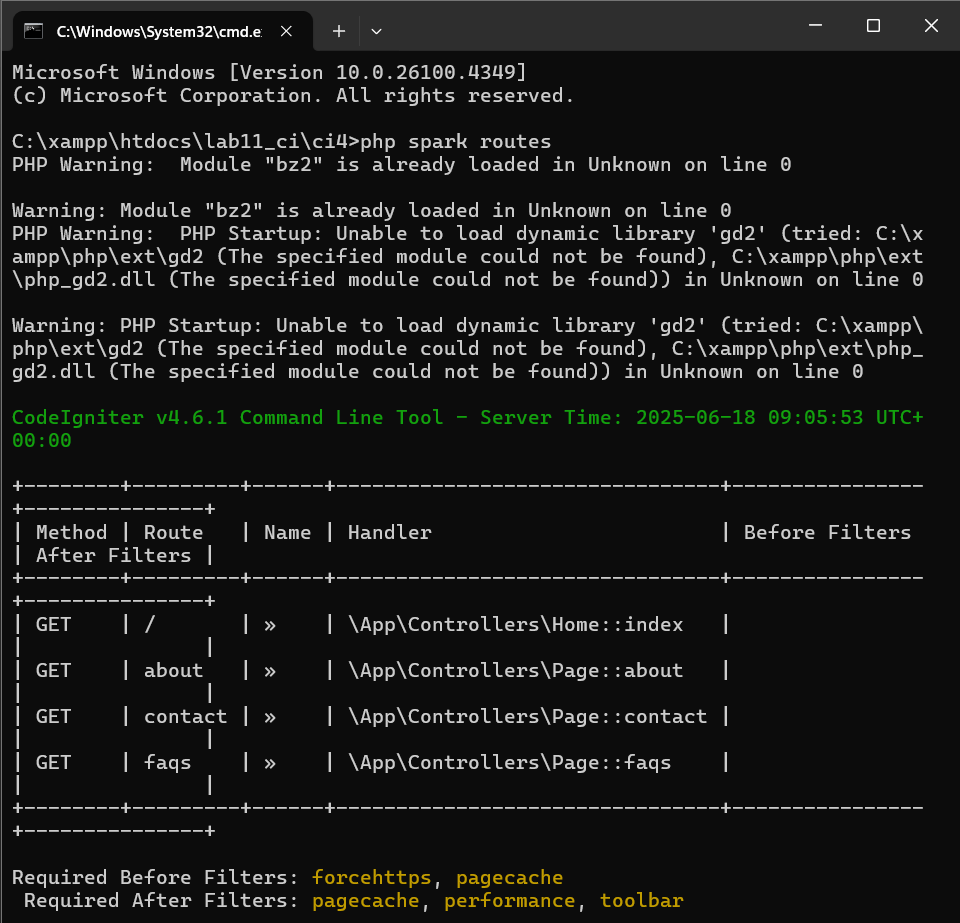 C:\Windows\System32\cmd.e
Microsoft Windows [Version 10.0.26100.4349]
(c) Microsoft Corporation. All rights reserved.
C:\xampp\htdocs\lab11_ci\ci4>php spark routes
PHP Warning:  Module "bz2" is already loaded in Unknown on line 0
Warning: Module "bz2" is already loaded in Unknown on line 0
PHP Warning:  PHP Startup: Unable to load dynamic library 'gd2' (tried: C:\x
ampp\php\ext\gd2 (The specified module could not be found), C:\xampp\php\ext
\php_gd2.dll (The specified module could not be found)) in Unknown on line 0
Warning: PHP Startup: Unable to load dynamic library 'gd2' (tried: C:\xampp\
php\ext\gd2 (The specified module could not be found), C:\xampp\php\ext\php_
gd2.dll (The specified module could not be found)) in Unknown on line 0
CodeIgniter v4.6.1 Command Line Tool - Server Time: 2025-06-18 09:05:53 UTC+
00:00
+--------+---------+------+--------------------------------+----------------
+---------------+
| Method | Route   | Name | Handler                        | Before Filters
| After Filters |
+--------+---------+------+--------------------------------+----------------
+---------------+
| GET    | /       | »    | \App\Controllers\Home::index   |
|               |
| GET    | about   | »    | \App\Controllers\Page::about   |
|               |
| GET    | contact | »    | \App\Controllers\Page::contact |
|               |
| GET    | faqs    | »    | \App\Controllers\Page::faqs    |
|               |
+--------+---------+------+--------------------------------+----------------
+---------------+
Required Before Filters: forcehttps, pagecache
 Required After Filters: pagecache, performance, toolbar